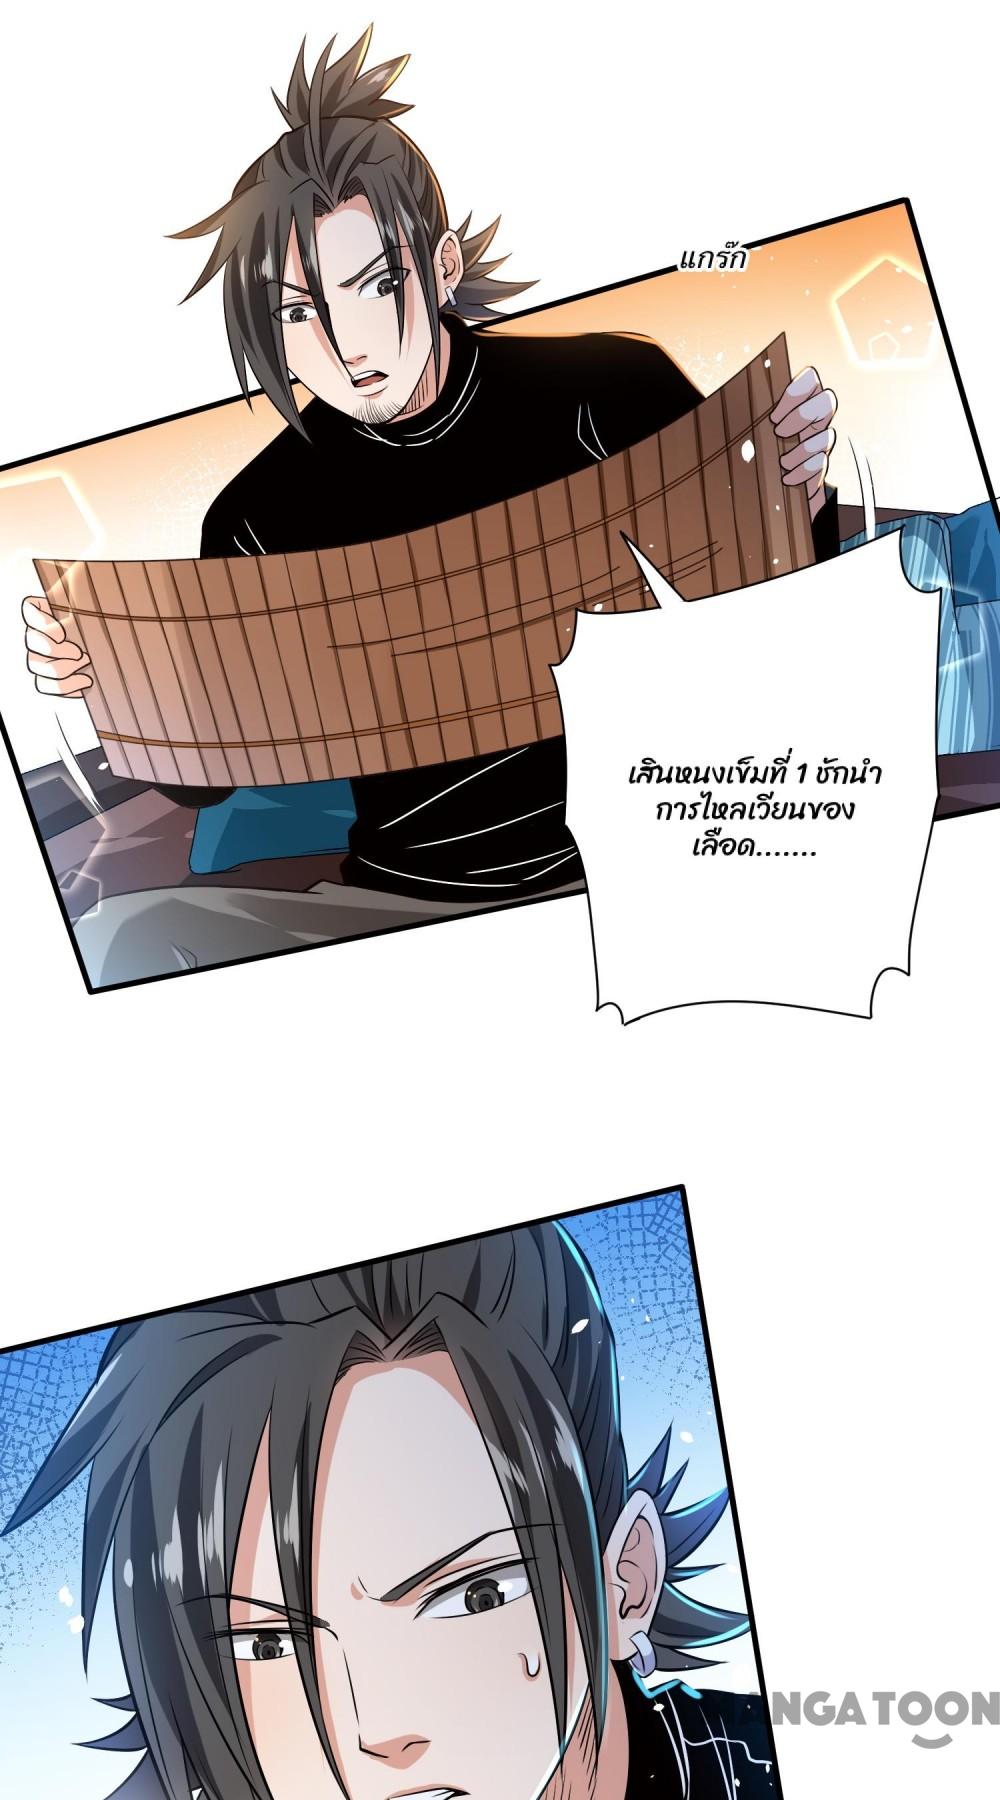 แกร๊ก
เสินหนงเข็มที่ 1 ชักนำ
การไหลเวียนของ
เลือด.......
MANGATOON